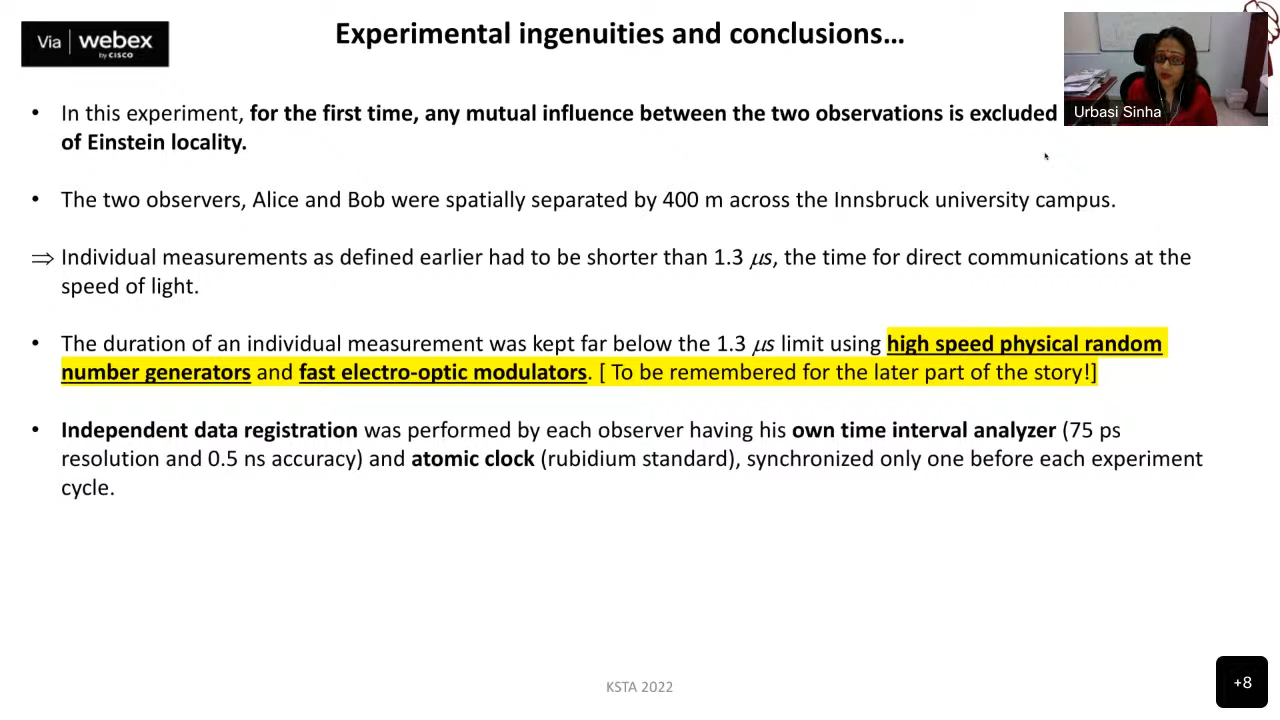 Via webex
by CISCO
Experimental ingenuities and conclusions…
Urbasi Sinha
• In this experiment, for the first time, any mutual influence between the two observations is excluded
of Einstein locality.
• The two observers, Alice and Bob were spatially separated by 400 m across the Innsbruck university campus.
⇒ Individual measurements as defined earlier had to be shorter than 1.3 μs, the time for direct communications at the
speed of light.
• The duration of an individual measurement was kept far below the 1.3 μs limit using high speed physical random
number generators and fast electro-optic modulators. [ To be remembered for the later part of the story!]
• Independent data registration was performed by each observer having his own time interval analyzer (75 ps
resolution and 0.5 ns accuracy) and atomic clock (rubidium standard), synchronized only one before each experiment
cycle.
KSTA 2022
+8